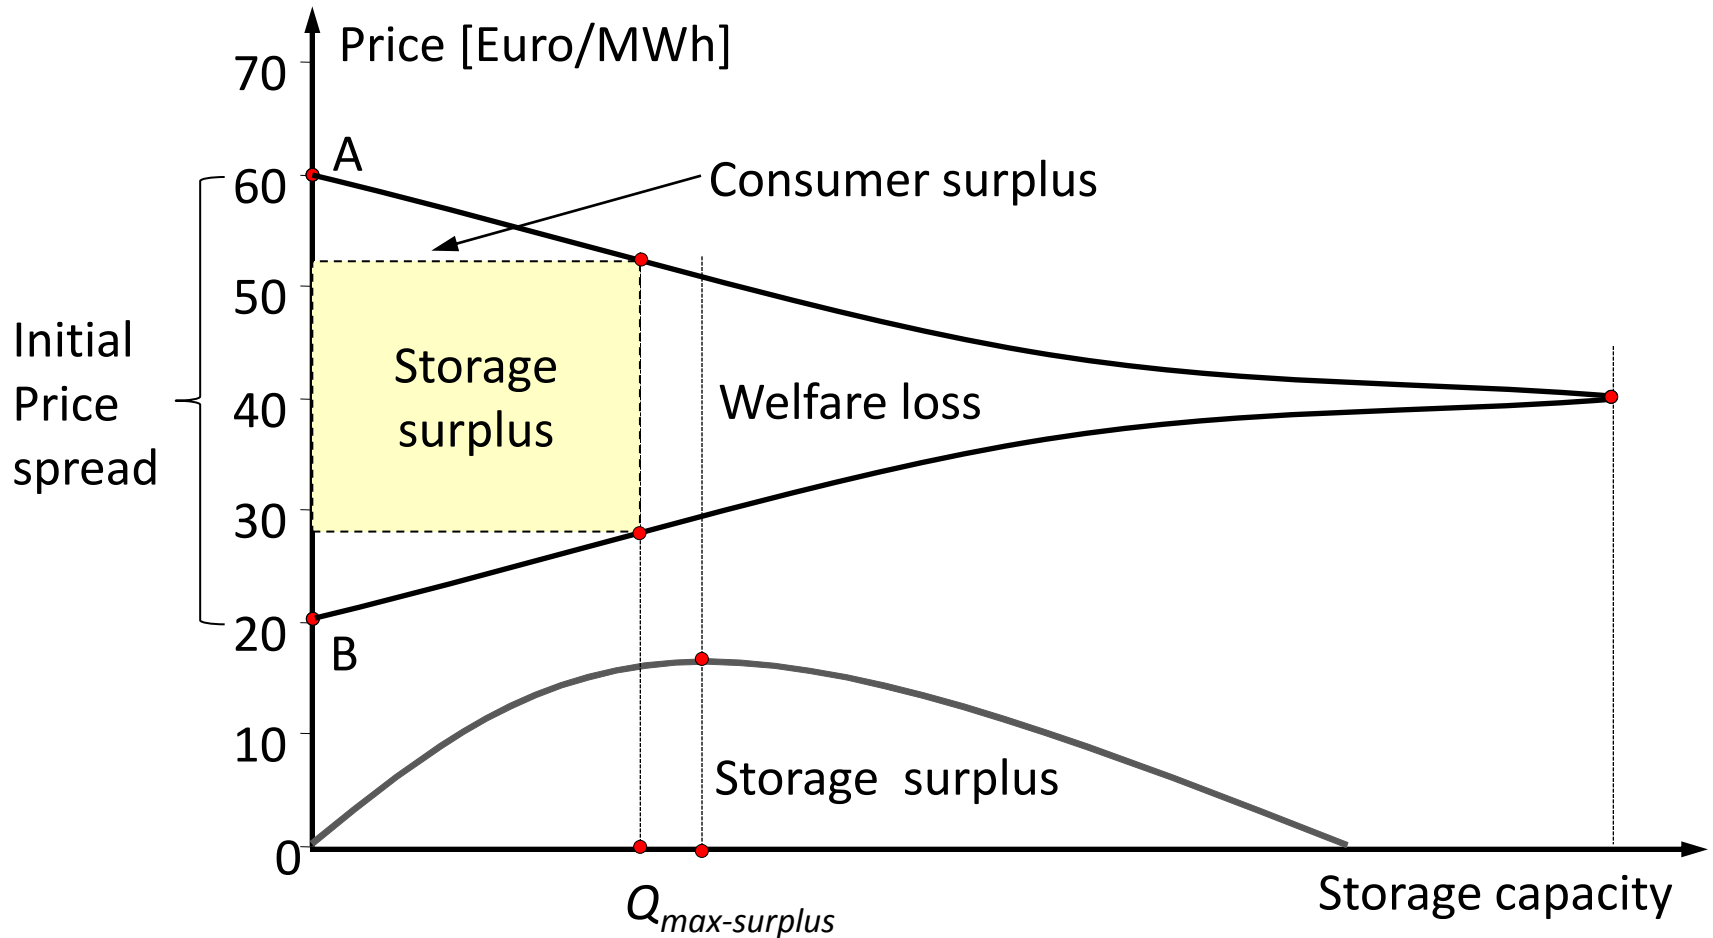 Price [Euro/MWh]
70
A
60
Consumer surplus
50
Initial
Price
spread
Storage
surplus
40
Welfare loss
30
20
B
10
Storage surplus
0
Storage capacity
Qmax-surplus